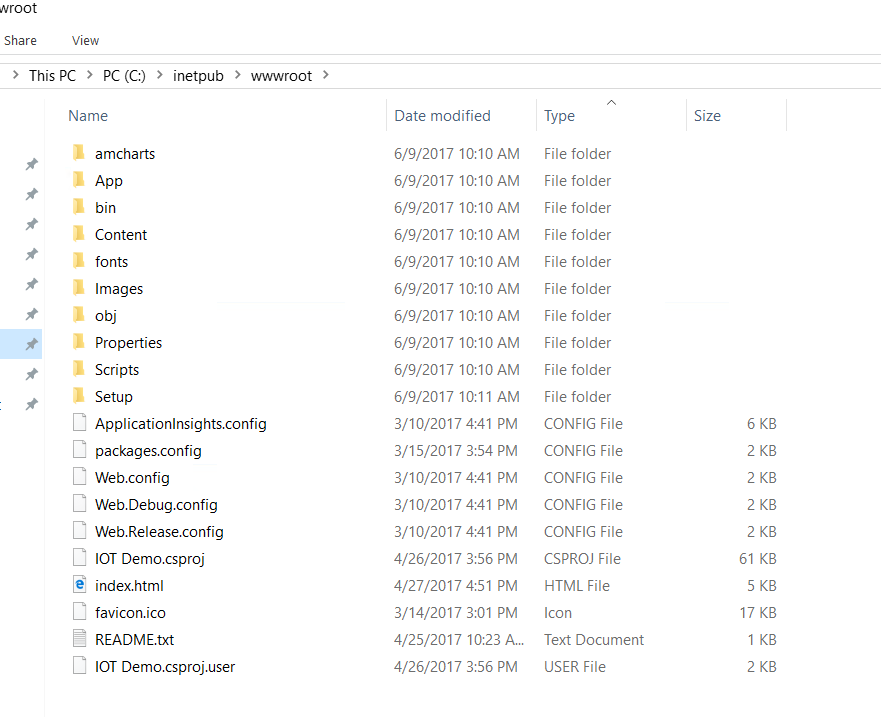 wroot
Share View
This PC PC (C:) inetpub wwwroot
Name Date modified Type Size
amcharts 6/9/2017 10:10 AM File folder
App 6/9/2017 10:10 AM File folder
bin 6/9/2017 10:10 AM File folder
Content 6/9/2017 10:10 AM File folder
fonts 6/9/2017 10:10 AM File folder
Images 6/9/2017 10:10 AM File folder
obj 6/9/2017 10:10 AM File folder
Properties 6/9/2017 10:10 AM File folder
Scripts 6/9/2017 10:10 AM File folder
Setup 6/9/2017 10:11 AM File folder
ApplicationInsights.config 3/10/2017 4:41 PM CONFIG File 6 KB
packages.config 3/15/2017 3:54 PM CONFIG File 2 KB
Web.config 3/10/2017 4:41 PM CONFIG File 2 KB
Web.Debug.config 3/10/2017 4:41 PM CONFIG File 2 KB
Web.Release.config 3/10/2017 4:41 PM CONFIG File 2 KB
IOT Demo.csproj 4/26/2017 3:56 PM CSPROJ File 61 KB
index.html 4/27/2017 4:51 PM HTML File 5 KB
favicon.ico 3/14/2017 3:01 PM Icon 17 KB
README.txt 4/25/2017 10:23 A... Text Document 1 KB
IOT Demo.csproj.user 4/26/2017 3:56 PM USER File 2 KB